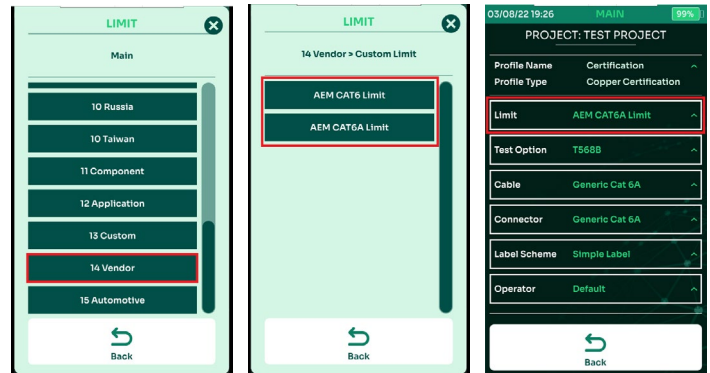 LIMIT
Main
10 Russia
10 Taiwan
11 Component
12 Application
13 Custom
14 Vendor
15 Automotive
Back
LIMIT
14 Vendor > Custom Limit
AEM CAT6 Limit
AEM CAT6A Limit
Back
03/08/22 19:26 MAIN 99%
PROJECT: TEST PROJECT
Profile Name Certification
Profile Type Copper Certification
Limit AEM CAT6A Limit
Test Option T568B
Cable Generic Cat 6A
Connector Generic Cat 6A
Label Scheme Simple Label
Operator Default
Back